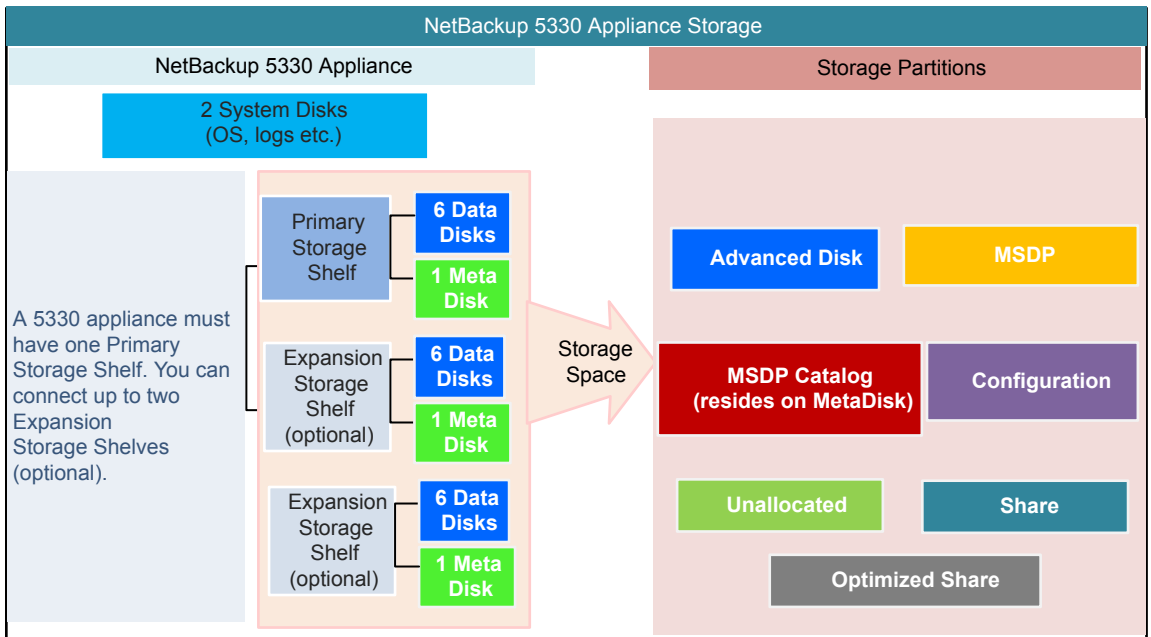 NetBackup 5330 Appliance Storage
NetBackup 5330 Appliance
2 System Disks
(OS, logs etc.)
A 5330 appliance must
have one Primary
Storage Shelf. You can
connect up to two
Expansion
Storage Shelves
(optional).
Primary
Storage
Shelf
6 Data
Disks
1 Meta
Disk
Expansion
Storage
Shelf
(optional)
6 Data
Disks
1 Meta
Disk
Expansion
Storage
Shelf
(optional)
6 Data
Disks
1 Meta
Disk
Storage
Space
Storage Partitions
Advanced Disk
MSDP
MSDP Catalog
(resides on MetaDisk)
Configuration
Unallocated
Share
Optimized Share